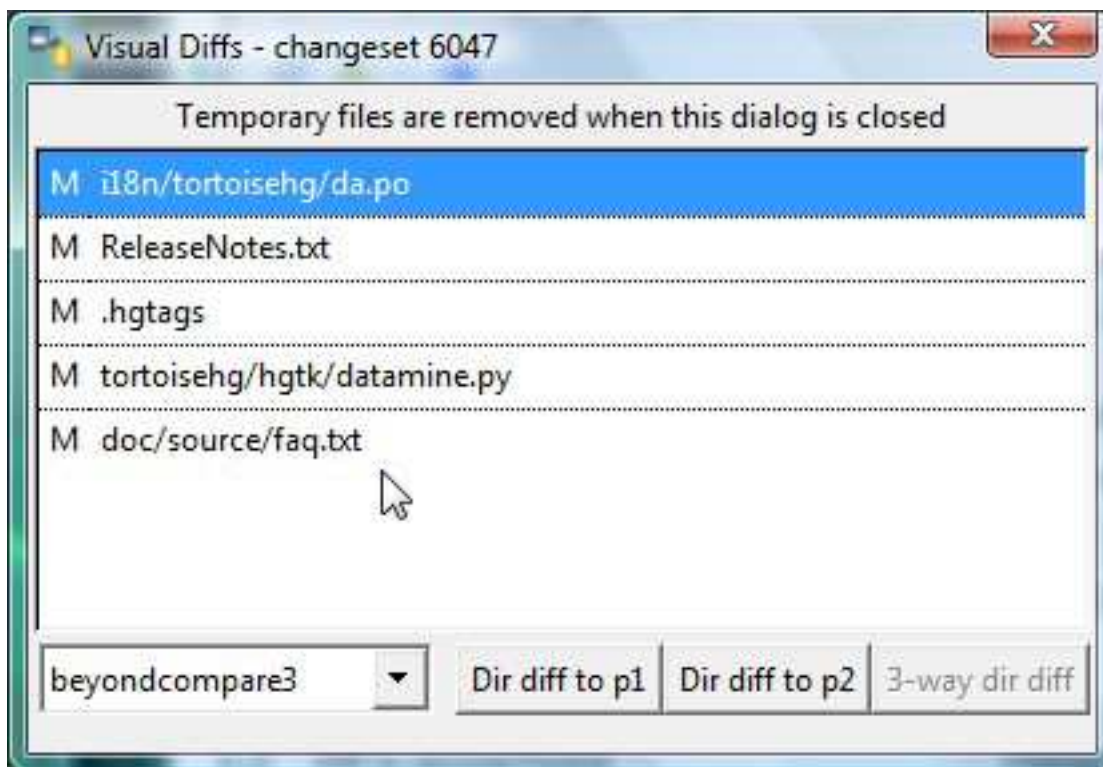 Visual Diffs - changeset 6047
Temporary files are removed when this dialog is closed
M i18n/tortoisehg/da.po
M ReleaseNotes.txt
M .hgtags
M tortoisehg/hgtk/datamine.py
M doc/source/faq.txt
beyondcompare3 Dir diff to p1 Dir diff to p2 3-way dir diff